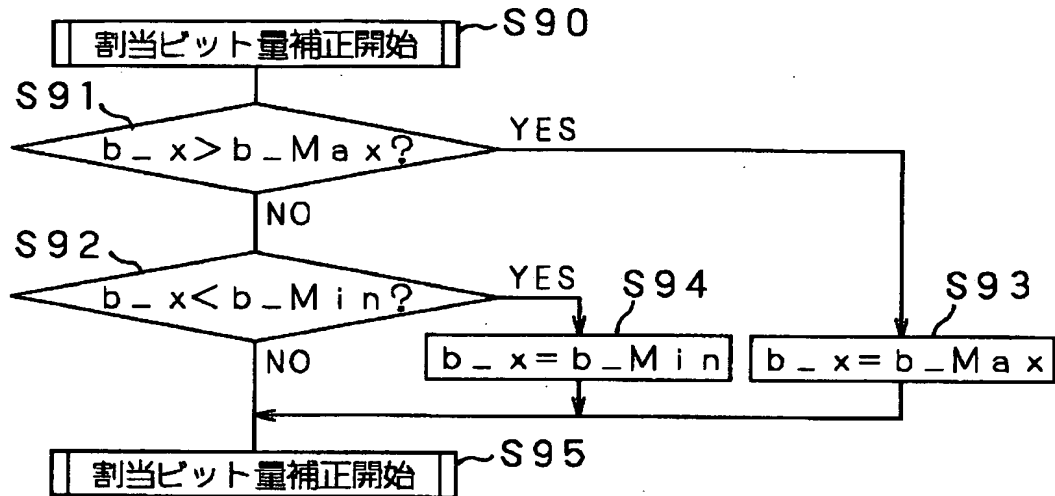 割当ビット量補正開始 S90
S91
b_x>b_Max? YES
NO
S92
b_x<b_Min? YES
S94 S93
b_x=b_Min b_x=b_Max
NO
割当ビット量補正開始 S95